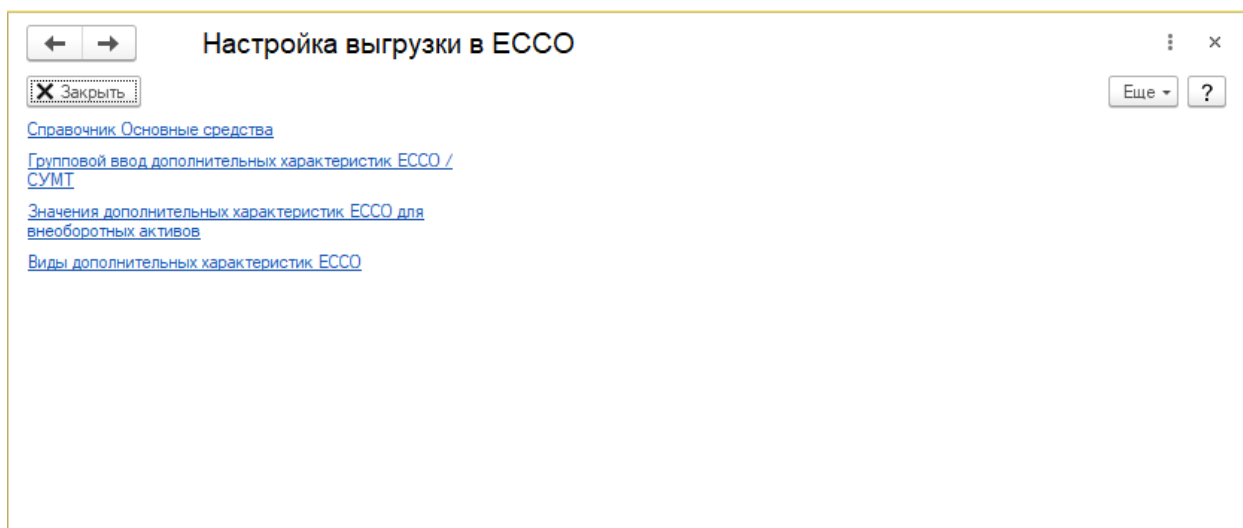 Настройка выгрузки в ЕССО
Закрыть
Еще
?
Справочник Основные средства
Групповой ввод дополнительных характеристик ЕССО /
СУМТ
Значения дополнительных характеристик ЕССО для
внеоборотных активов
Виды дополнительных характеристик ЕССО